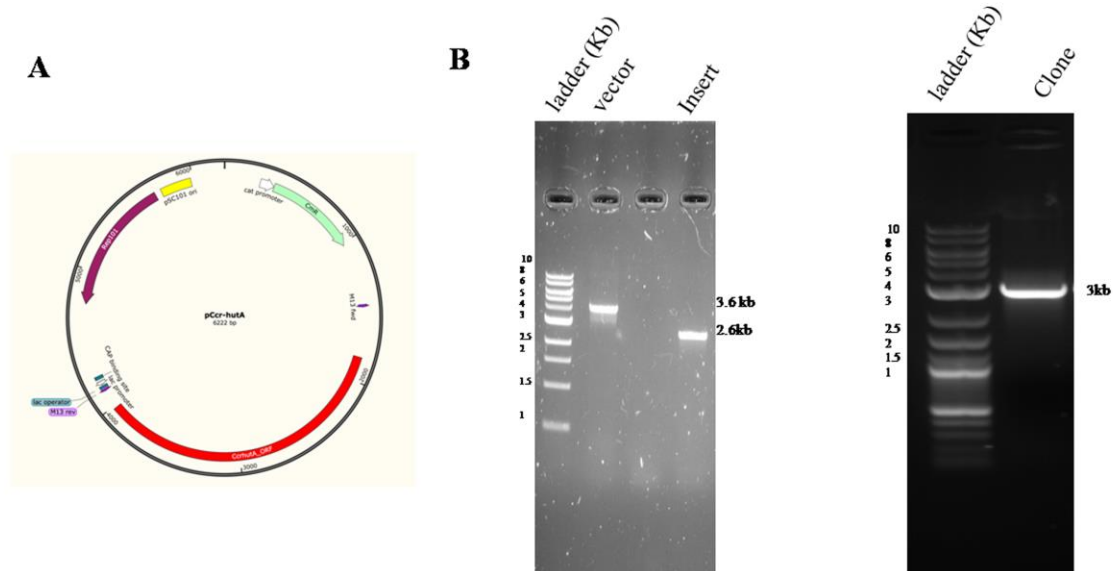 A
6000
pSC101 ori
cat promoter
CmR
1000
Rep101
5000
M13 fwd
pCcr-hutA
6222 bp
CAP binding site
lac promoter
lac operator
M13 rev
4000
2000
CcrhutA_ORF
3000
B
ladder (Kb)
vector
Insert
10
8
6
5
4
3
2.5
2
1.5
1
3.6kb
2.6kb
ladder (Kb)
Clone
10
8
6
5
4
3
2.5
2
1.5
1
3kb